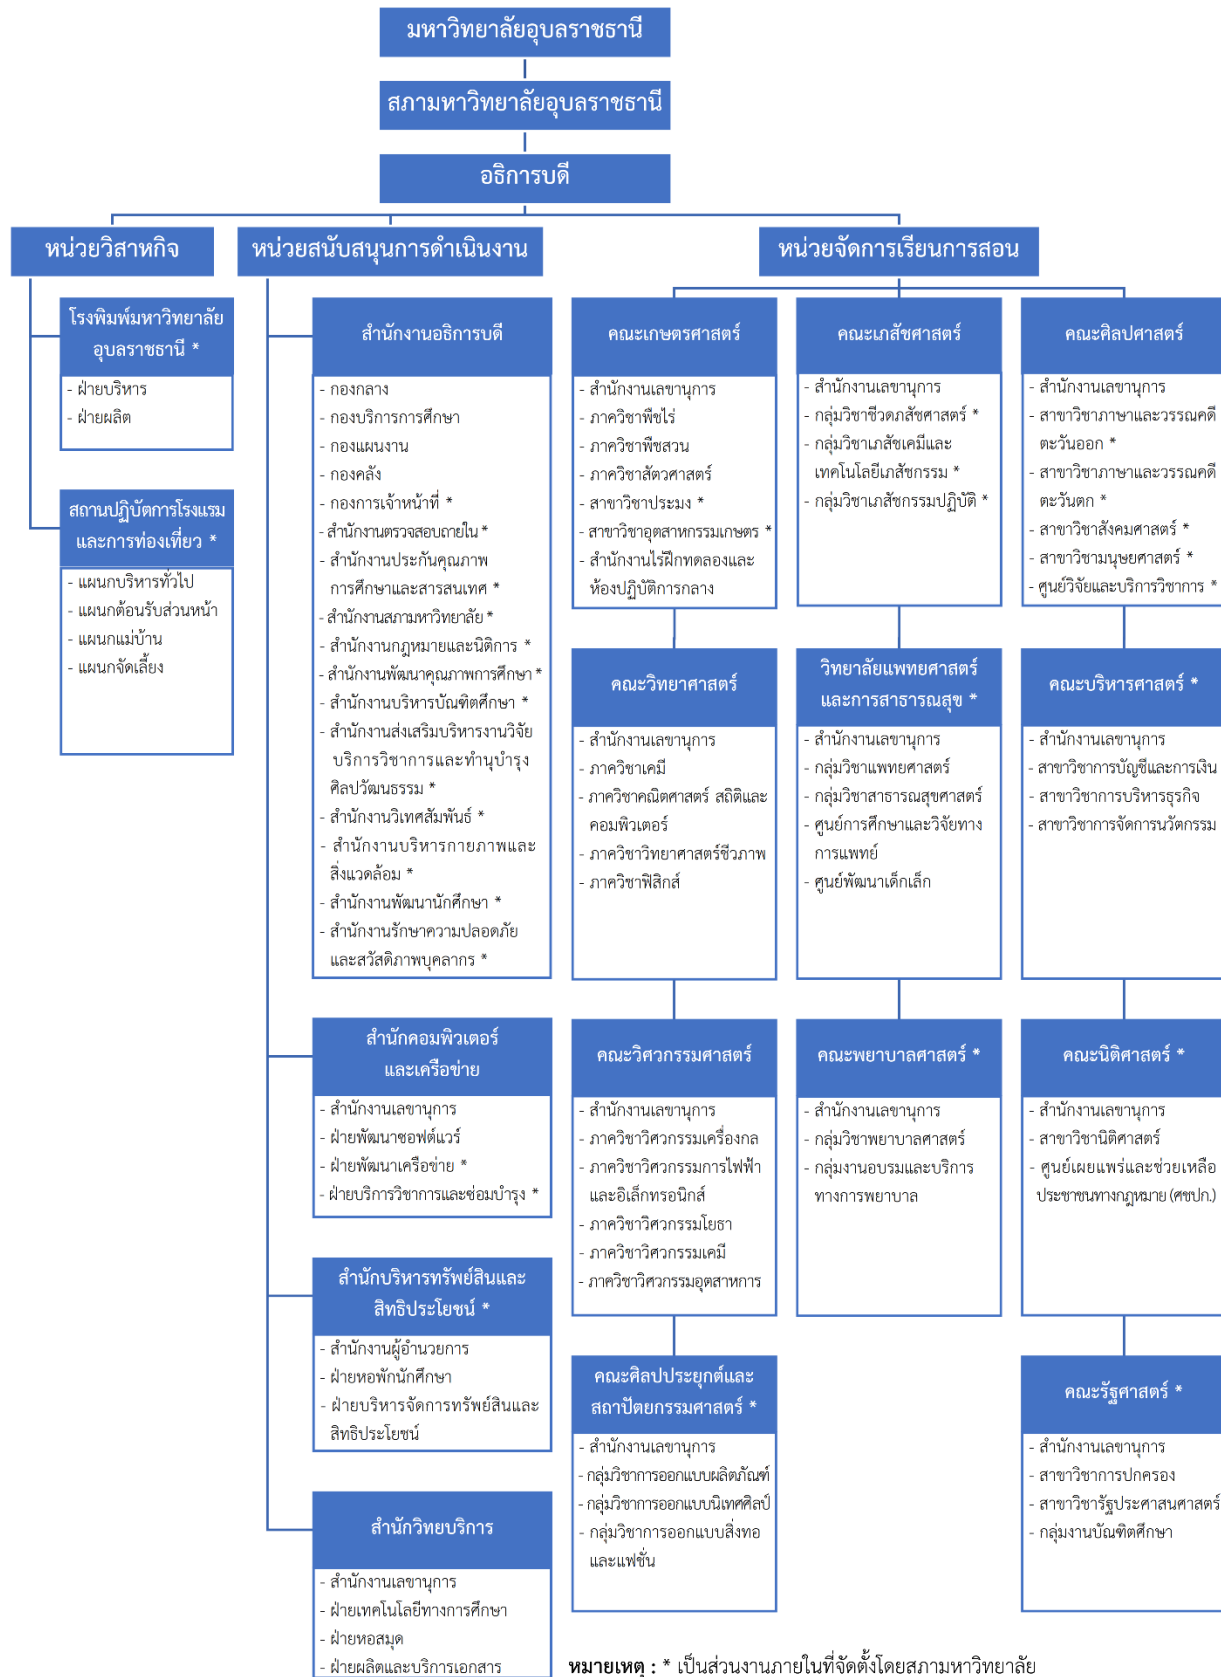 มหาวิทยาลัยอุบลราชธานี
สภามหาวิทยาลัยอุบลราชธานี
อธิการบดี
หน่วยวิสาหกิจ
หน่วยสนับสนุนการดำเนินงาน
หน่วยจัดการเรียนการสอน
โรงพิมพ์มหาวิทยาลัย
อุบลราชธานี *
- ฝ่ายบริหาร
- ฝ่ายผลิต
สถานปฏิบัตการโรงแรม
และการท่องเที่ยว *
- แผนกบริหารทั่วไป
- แผนกต้อนรับส่วนหน้า
- แผนกแม่บ้าน
- แผนกจัดเลี้ยง
สำนักงานอธิการบดี
- กองกลาง
- กองบริการการศึกษา
- กองแผนงาน
- กองคลัง
- กองการเจ้าหน้าที่ *
- สำนักงานตรวจสอบภายใน *
- สำนักงานประกันคุณภาพ
การศึกษาและสารสนเทศ *
- สำนักงานสภามหาวิทยาลัย *
- สำนักงานกฎหมายและนิติการ *
- สำนักงานพัฒนาคุณภาพการศึกษา *
- สำนักงานบริหารบัณฑิตศึกษา *
- สำนักงานส่งเสริมบริหารงานวิจัย
บริการวิชาการและทำนุบำรุง
ศิลปวัฒนธรรม *
- สำนักงานวิเทศสัมพันธ์ *
- สำนักงานบริหารกายภาพและ
สิ่งแวดล้อม *
- สำนักงานพัฒนานักศึกษา *
- สำนักงานรักษาความปลอดภัย
และสวัสดิภาพบุคลากร *
สำนักคอมพิวเตอร์
และเครือข่าย
- สำนักงานเลขานุการ
- ฝ่ายพัฒนาซอฟต์แวร์
- ฝ่ายพัฒนาเครือข่าย *
- ฝ่ายบริการวิชาการและซ่อมบำรุง *
สำนักบริหารทรัพย์สินและ
สิทธิประโยชน์ *
- สำนักงานผู้อำนวยการ
- ฝ่ายหอพักนักศึกษา
- ฝ่ายบริหารจัดการทรัพย์สินและ
สิทธิประโยชน์
สำนักวิทยบริการ
- สำนักงานเลขานุการ
- ฝ่ายเทคโนโลยีทางการศึกษา
- ฝ่ายหอสมุด
- ฝ่ายผลิตและบริการเอกสาร
คณะเกษตรศาสตร์
- สำนักงานเลขานุการ
- ภาควิชาพืชไร่
- ภาควิชาพืชสวน
- ภาควิชาสัตวศาสตร์
- สาขาวิชาประมง *
- สาขาวิชาอุตสาหกรรมเกษตร *
- สำนักงานไร่ฝึกทดลองและ
ห้องปฏิบัติการกลาง
คณะวิทยาศาสตร์
- สำนักงานเลขานุการ
- ภาควิชาเคมี
- ภาควิชาคณิตศาสตร์ สถิติและ
คอมพิวเตอร์
- ภาควิชาวิทยาศาสตร์ชีวภาพ
- ภาควิชาฟิสิกส์
คณะวิศวกรรมศาสตร์
- สำนักงานเลขานุการ
- ภาควิชาวิศวกรรมเครื่องกล
- ภาควิชาวิศวกรรมการไฟฟ้า
และอิเล็กทรอนิกส์
- ภาควิชาวิศวกรรมโยธา
- ภาควิชาวิศวกรรมเคมี
- ภาควิชาวิศวกรรมอุตสาหการ
คณะศิลปประยุกต์และ
สถาปัตยกรรมศาสตร์ *
- สำนักงานเลขานุการ
- กลุ่มวิชาการออกแบบผลิตภัณฑ์
- กลุ่มวิชาการออกแบบนิเทศศิลป์
- กลุ่มวิชาการออกแบบสิ่งทอ
และแฟชั่น
คณะเภสัชศาสตร์
- สำนักงานเลขานุการ
- กลุ่มวิชาชีวดภสัชศาสตร์ *
- กลุ่มวิชาเภสัชเคมีและ
เทคโนโลยีเภสัชกรรม *
- กลุ่มวิชาเภสัชกรรมปฏิบัติ *
วิทยาลัยแพทยศาสตร์
และการสาธารณสุข *
- สำนักงานเลขานุการ
- กลุ่มวิชาแพทยศาสตร์
- กลุ่มวิชาสาธารณสุขศาสตร์
- ศูนย์การศึกษาและวิจัยทาง
การแพทย์
- ศูนย์พัฒนาเด็กเล็ก
คณะพยาบาลศาสตร์ *
- สำนักงานเลขานุการ
- กลุ่มวิชาพยาบาลศาสตร์
- กลุ่มงานอบรมและบริการ
ทางการพยาบาล
คณะศิลปศาสตร์
- สำนักงานเลขานุการ
- สาขาวิชาภาษาและวรรณคดี
ตะวันออก *
- สาขาวิชาภาษาและวรรณคดี
ตะวันตก *
- สาขาวิชาสังคมศาสตร์ *
- สาขาวิชามนุษยศาสตร์ *
- ศูนย์วิจัยและบริการวิชาการ *
คณะบริหารศาสตร์ *
- สำนักงานเลขานุการ
- สาขาวิชาการบัญชีและการเงิน
- สาขาวิชาการบริหารธุรกิจ
- สาขาวิชาการจัดการนวัตกรรม
คณะนิติศาสตร์ *
- สำนักงานเลขานุการ
- สาขาวิชานิติศาสตร์
- ศูนย์เผยแพร่และช่วยเหลือ
ประชาชนทางกฎหมาย (ศชปก.)
คณะรัฐศาสตร์ *
- สำนักงานเลขานุการ
- สาขาวิชาการปกครอง
- สาขาวิชารัฐประศาสนศาสตร์
- กลุ่มงานบัณฑิตศึกษา
หมายเหตุ : * เป็นส่วนงานภายในที่จัดตั้งโดยสภามหาวิทยาลัย